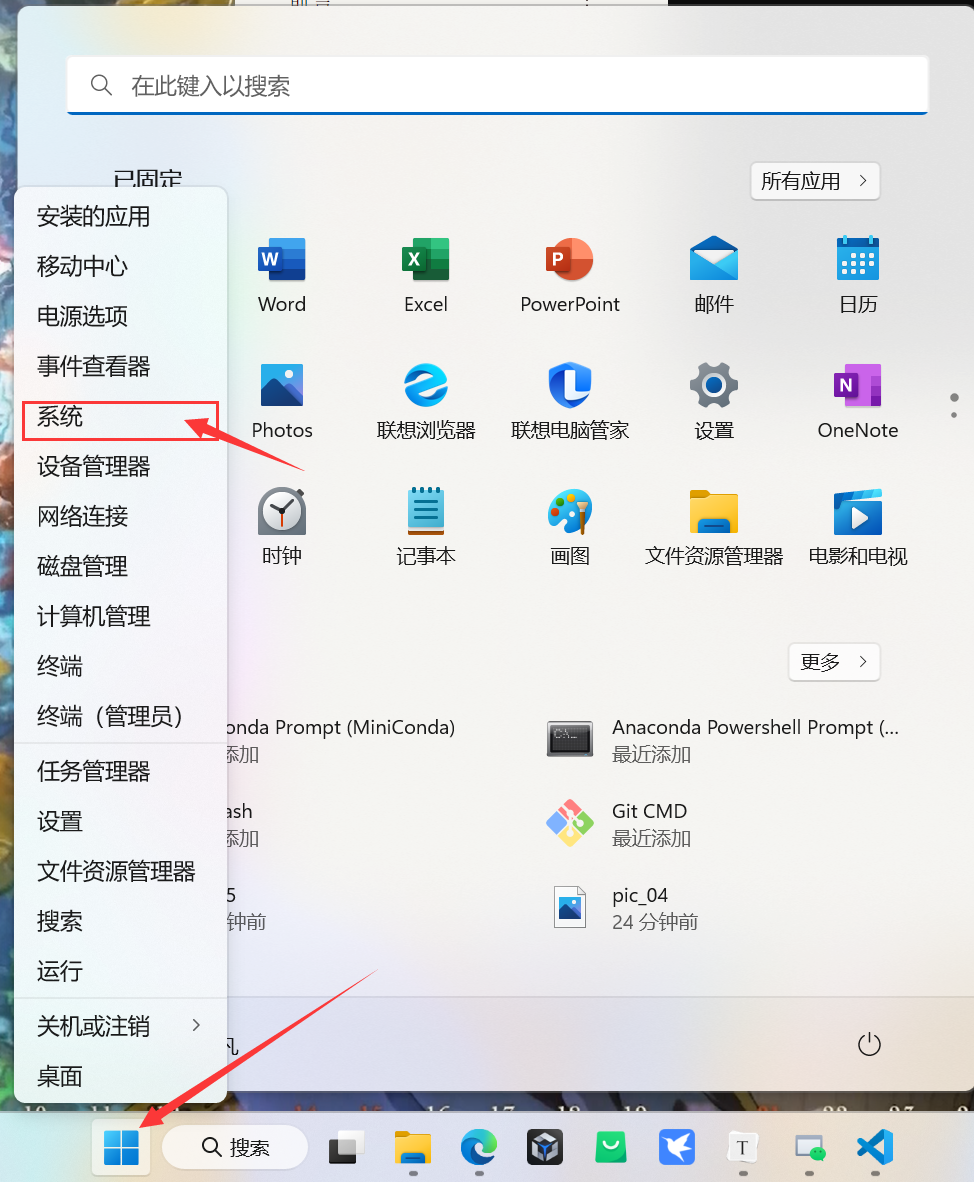 在此键入以搜索
已固定
所有应用
安装的应用
移动中心
电源选项
事件查看器
系统
设备管理器
网络连接
磁盘管理
计算机管理
终端
终端（管理员）
任务管理器
设置
文件资源管理器
搜索
运行
关机或注销
桌面
Word
Excel
PowerPoint
邮件
日历
Photos
联想浏览器
联想电脑管家
设置
OneNote
时钟
记事本
画图
文件资源管理器
电影和电视
更多
onda Prompt (MiniConda)
添加
Anaconda Powershell Prompt (...
最近添加
ash
添加
Git CMD
最近添加
5
钟前
pic_04
24 分钟前
搜索